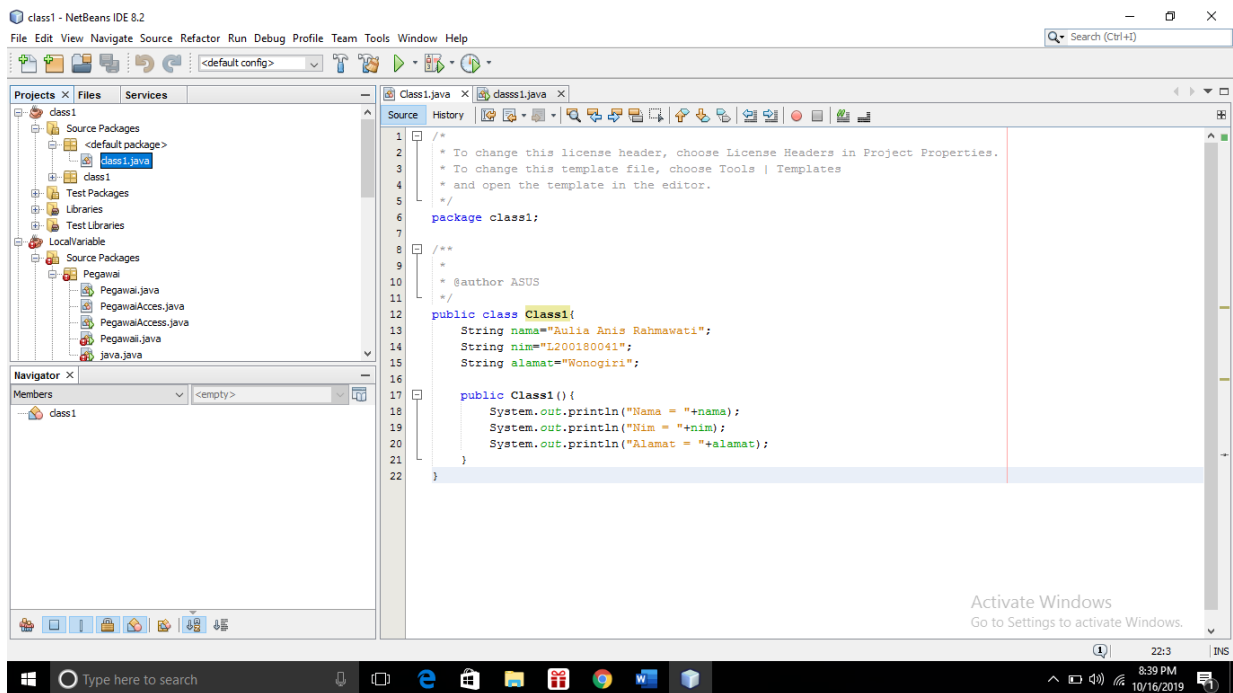 class1 - NetBeans IDE 8.2
File Edit View Navigate Source Refactor Run Debug Profile Team Tools Window Help
Search (Ctrl+I)
<default config>
Projects Files Services
class1
Source Packages
<default package>
class1.java
class1
Test Packages
Libraries
Test Libraries
LocalVariable
Source Packages
Pegawai
Pegawai.java
PegawaiAcces.java
PegawaiAccess.java
Pegawaii.java
java.java
Navigator
Members <empty>
class1
Class1.java classs1.java
Source History
1 /*
2 * To change this license header, choose License Headers in Project Properties.
3 * To change this template file, choose Tools | Templates
4 * and open the template in the editor.
5 */
6 package class1;
7
8 /**
9 *
10 * @author ASUS
11 */
12 public class Class1{
13 String nama="Aulia Anis Rahmawati";
14 String nim="L200180041";
15 String alamat="Wonogiri";
16
17 public Class1(){
18 System.out.println("Nama = "+nama);
19 System.out.println("Nim = "+nim);
20 System.out.println("Alamat = "+alamat);
21 }
22 }
Activate Windows
Go to Settings to activate Windows.
1 22:3 INS
Type here to search
8:39 PM
10/16/2019
1